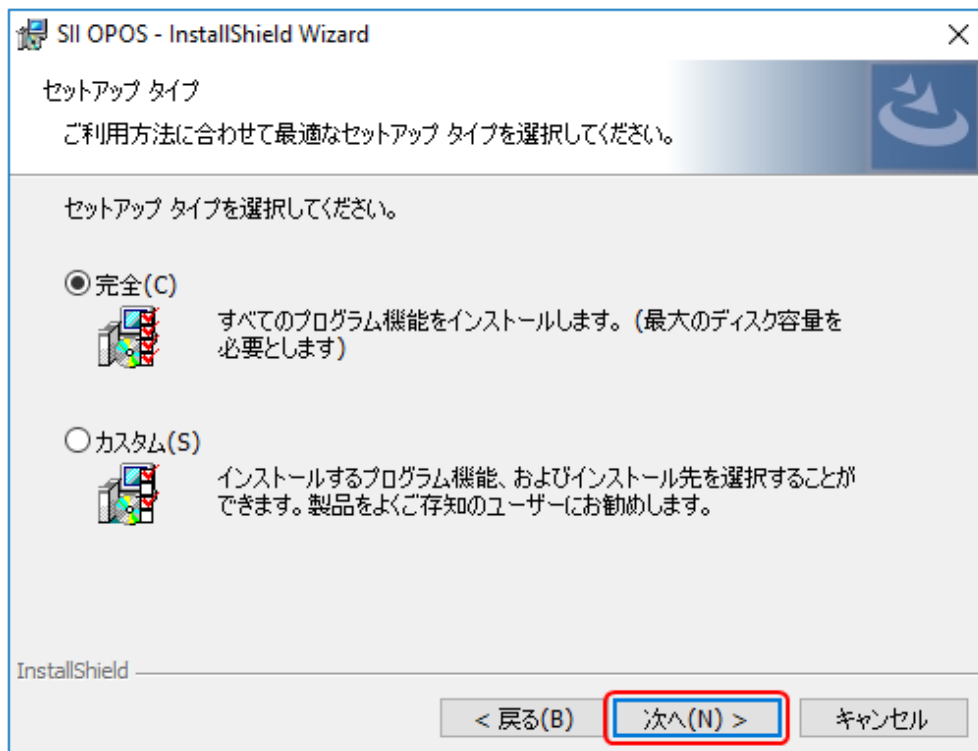 SII OPOS - InstallShield Wizard
セットアップ タイプ
ご利用方法に合わせて最適なセットアップ タイプを選択してください。
セットアップ タイプを選択してください。
完全(C)
すべてのプログラム機能をインストールします。(最大のディスク容量を
必要とします)
カスタム(S)
インストールするプログラム機能、およびインストール先を選択することが
できます。製品をよくご存知のユーザーにお勧めします。
InstallShield
< 戻る(B)
次へ(N) >
キャンセル